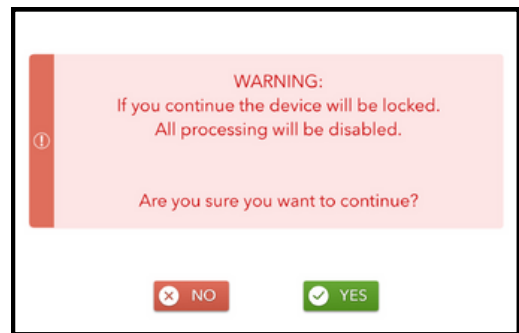 WARNING:
If you continue the device will be locked.
All processing will be disabled.
Are you sure you want to continue?
NO
YES